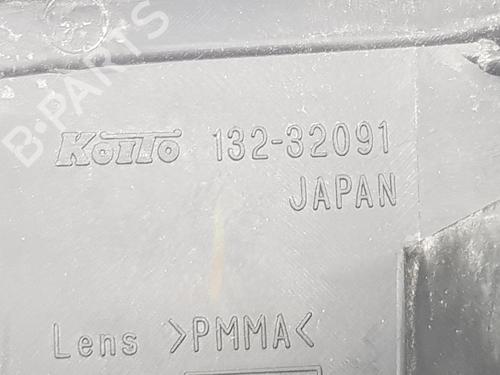 B-PARTS
KOITO 132-32091
JAPAN
Lens >PMMA<